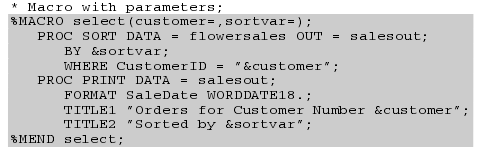 * Macro with parameters;
%MACRO select(customer=,sortvar=);
PROC SORT DATA = flowersales OUT = salesout;
BY &sortvar;
WHERE CustomerID = "&customer";
PROC PRINT DATA = salesout;
FORMAT SaleDate WORDDATE18.;
TITLE1 "Orders for Customer Number &customer";
TITLE2 "Sorted by &sortvar";
%MEND select;